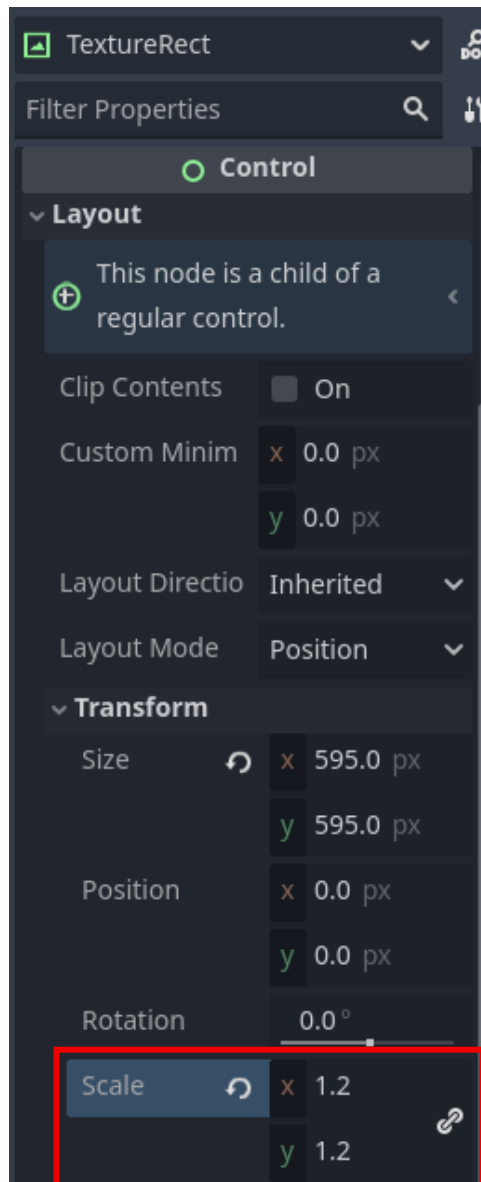 TextureRect
Filter Properties
Control
Layout
This node is a child of a
regular control.
Clip Contents On
Custom Minim x 0.0 px
y 0.0 px
Layout Directio Inherited
Layout Mode Position
Transform
Size x 595.0 px
y 595.0 px
Position x 0.0 px
y 0.0 px
Rotation 0.0 °
Scale x 1.2
y 1.2